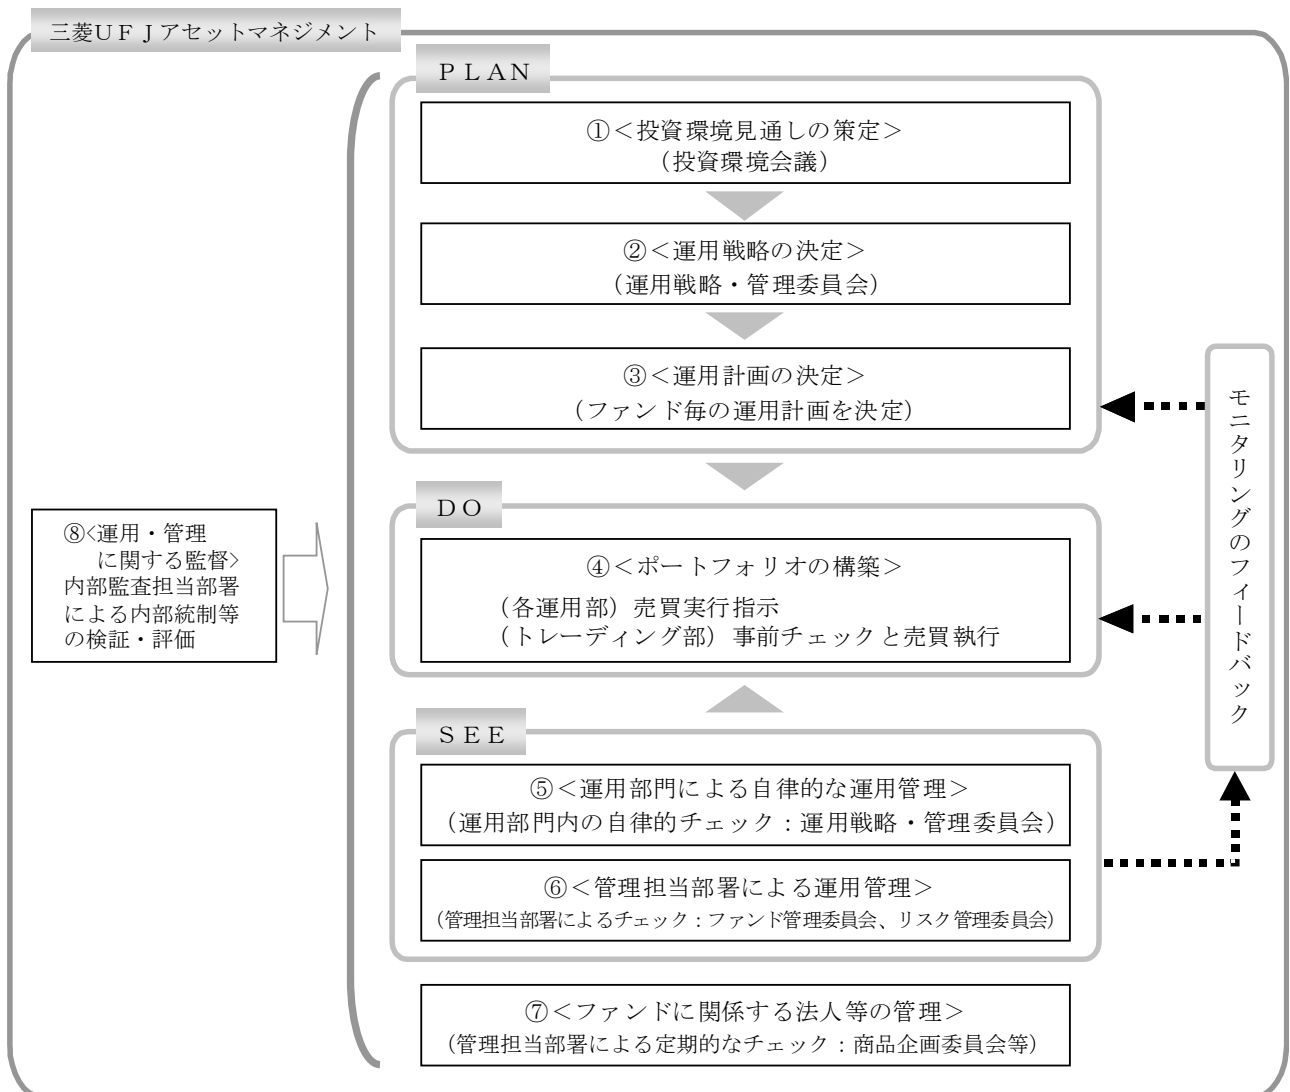 三菱ＵＦＪアセットマネジメント
ＰＬＡＮ
①＜投資環境見通しの策定＞
（投資環境会議）
②＜運用戦略の決定＞
（運用戦略・管理委員会）
③＜運用計画の決定＞
（ファンド毎の運用計画を決定）
ＤＯ
④＜ポートフォリオの構築＞
（各運用部）売買実行指示
（トレーディング部）事前チェックと売買執行
ＳＥＥ
⑤＜運用部門による自律的な運用管理＞
（運用部門内の自律的チェック：運用戦略・管理委員会）
⑥＜管理担当部署による運用管理＞
（管理担当部署によるチェック：ファンド管理委員会、リスク管理委員会）
⑦＜ファンドに関係する法人等の管理＞
（管理担当部署による定期的なチェック：商品企画委員会等）
⑧<運用・管理
に関する監督>
内部監査担当部署
による内部統制等
の検証・評価
モニタリングのフィードバック